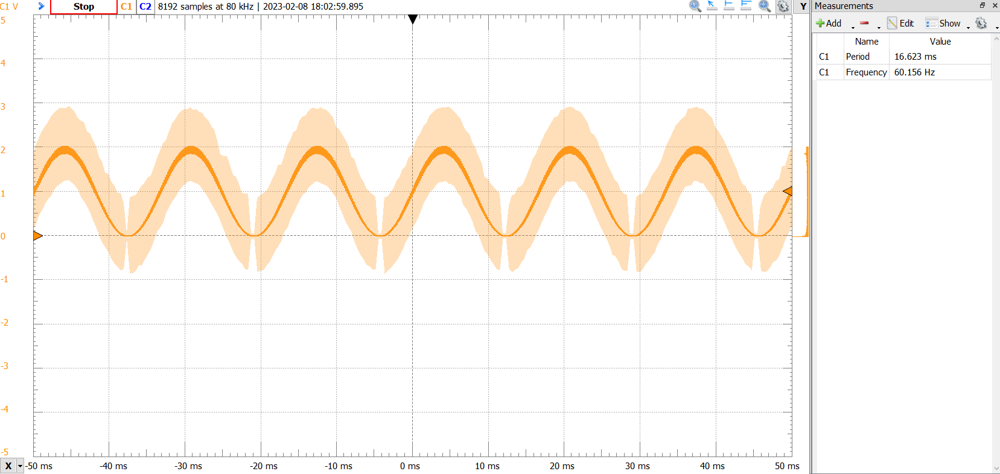 C1 V Stop C1 C2 8192 samples at 80 kHz | 2023-02-08 18:02:59.895 Y
5
4
3
2
1
0
-1
-2
-3
-4
-5
X -50 ms -40 ms -30 ms -20 ms -10 ms 0 ms 10 ms 20 ms 30 ms 40 ms 50 ms
Measurements
Add Edit Show
Name Value
C1 Period 16.623 ms
C1 Frequency 60.156 Hz